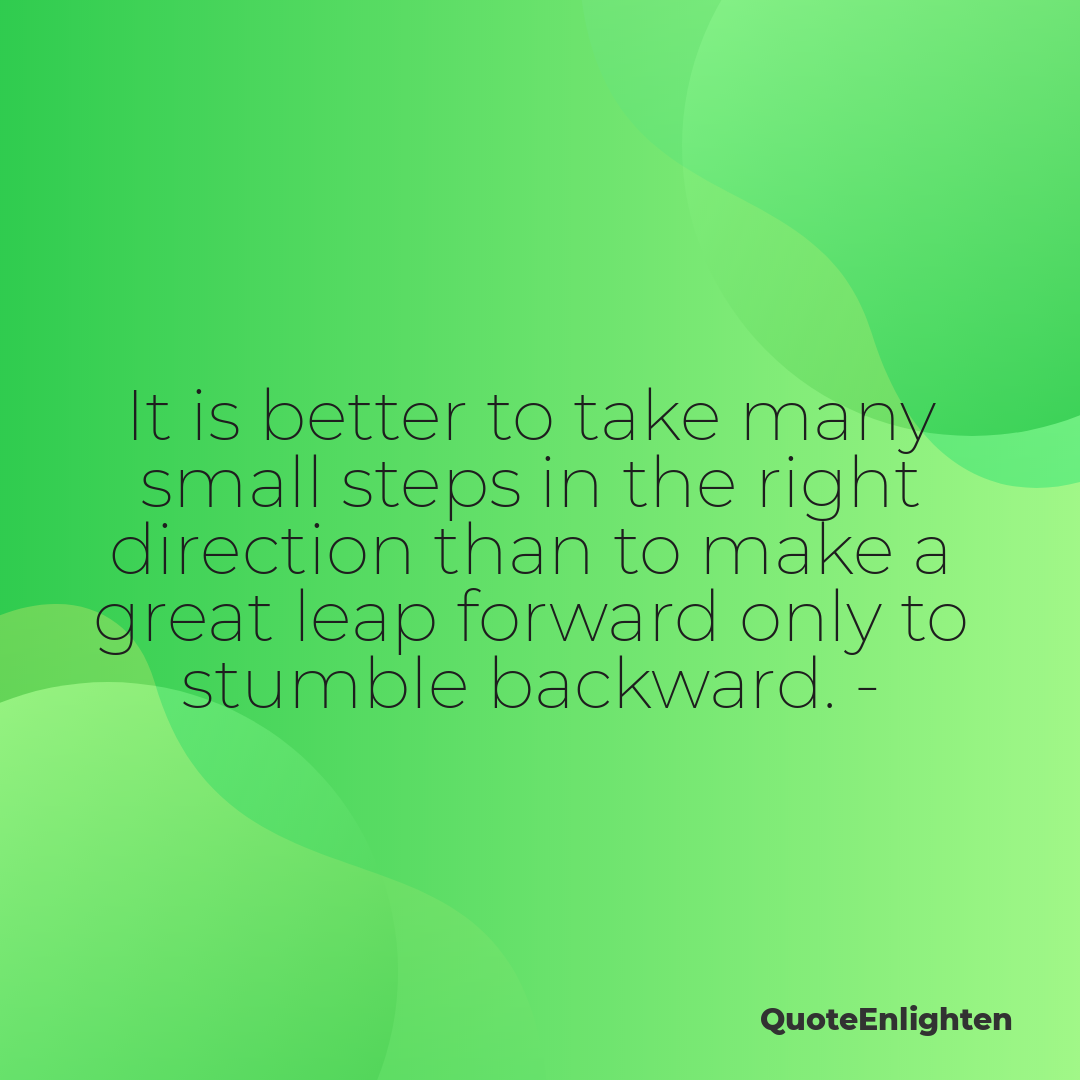 It is better to take many
small steps in the right
direction than to make a
great leap forward only to
stumble backward. -
QuoteEnlighten